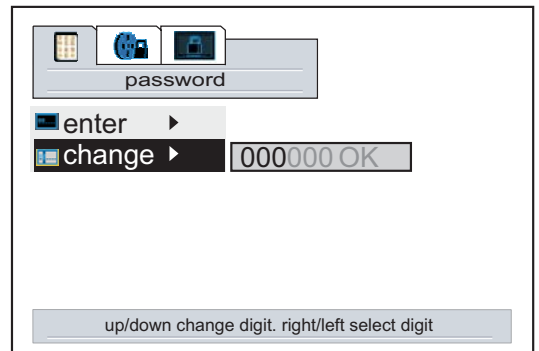 password
enter
change
000000 OK
up/down change digit. right/left select digit